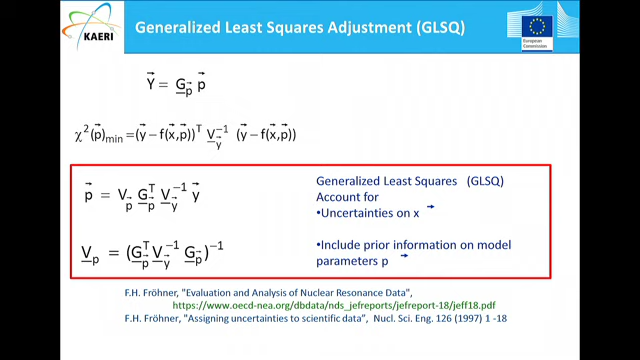 KAERI
Generalized Least Squares Adjustment (GLSQ)
European
Commission
Y⃗ = G_p⃗ p⃗
χ²(p⃗)min =(y⃗ − f(x⃗,p⃗))ᵀ V_y⃗⁻¹ (y⃗ − f(x⃗,p⃗))
p⃗ = V_p⃗ G_p⃗ᵀ V_y⃗⁻¹ y⃗
V_p = (G_p⃗ᵀ V_y⃗⁻¹ G_p⃗)⁻¹
Generalized Least Squares (GLSQ)
Account for
•Uncertainties on x →
•Include prior information on model
parameters p →
F.H. Fröhner, "Evaluation and Analysis of Nuclear Resonance Data",
https://www.oecd-nea.org/dbdata/nds_jefreports/jefreport-18/jeff18.pdf
F.H. Fröhner, "Assigning uncertainties to scientific data", Nucl. Sci. Eng. 126 (1997) 1 -18